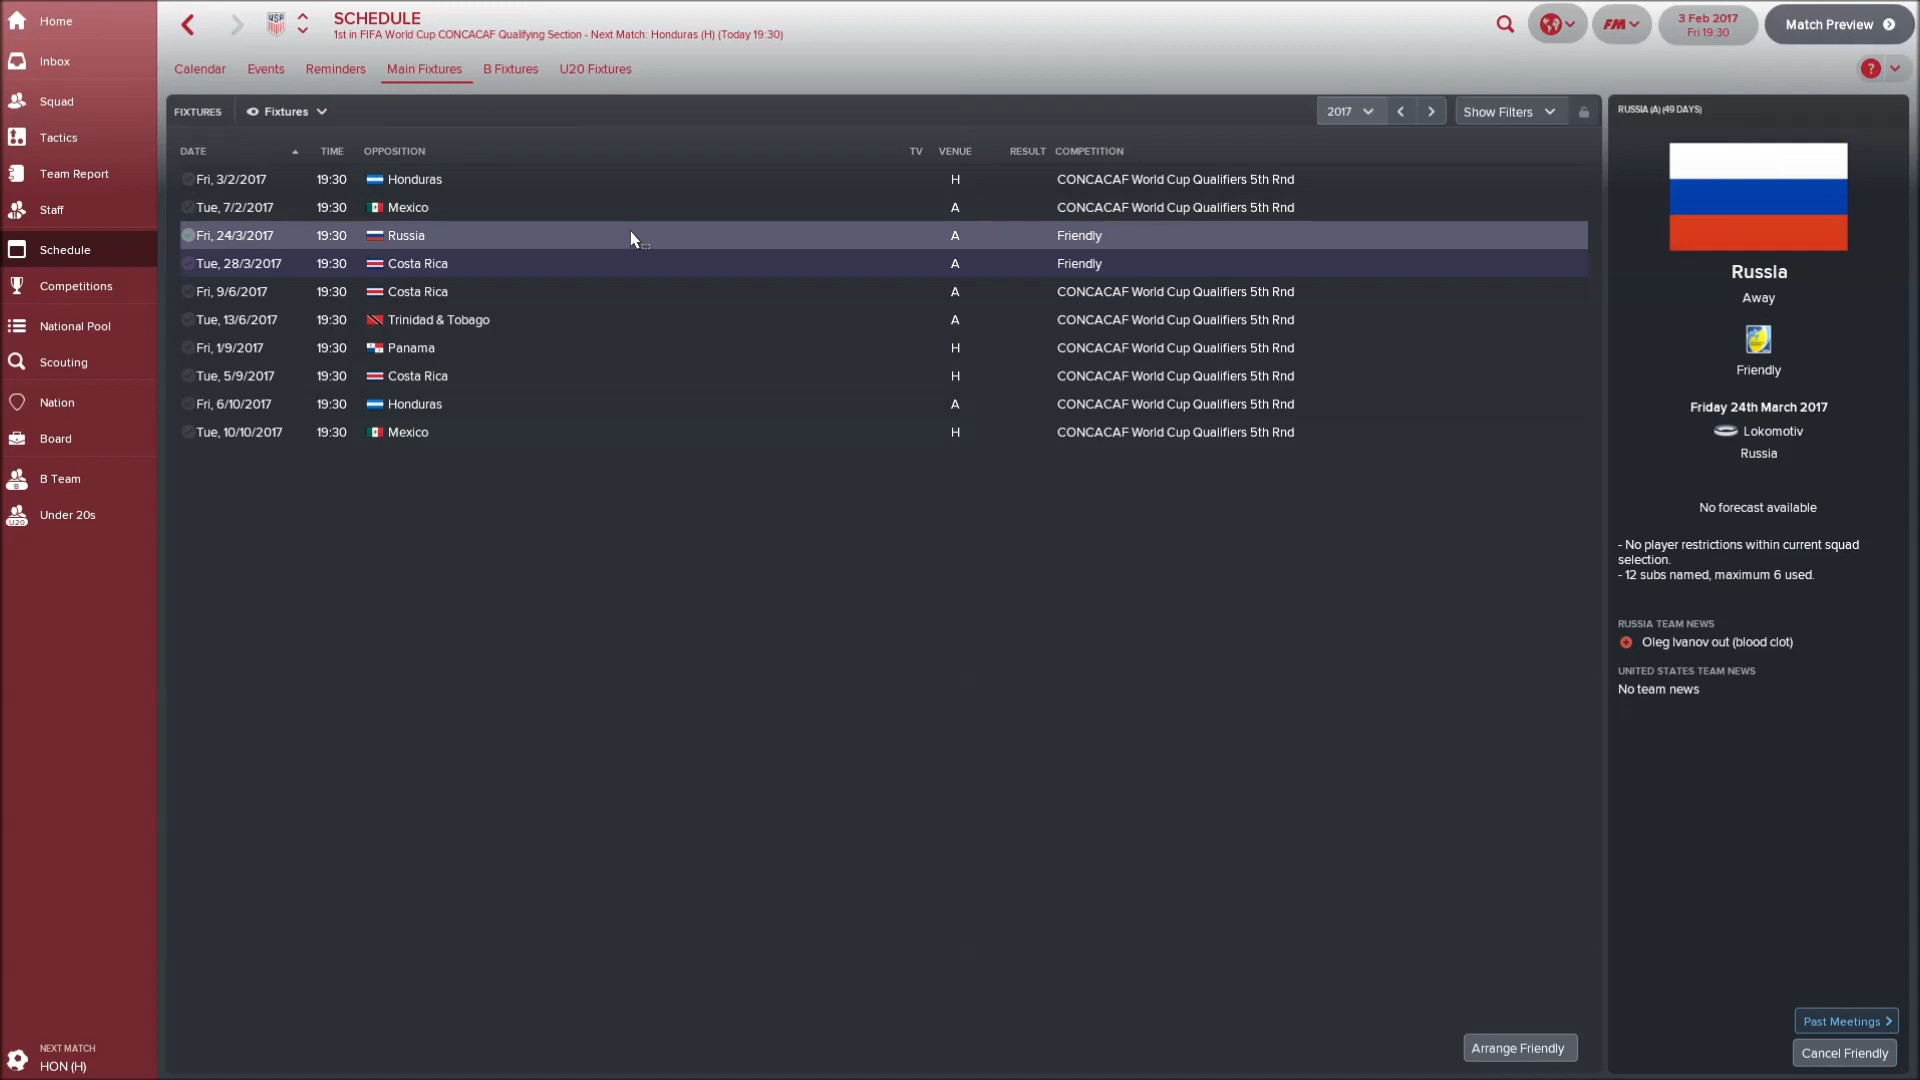 Home
Inbox
Squad
Tactics
Team Report
Staff
Schedule
Competitions
National Pool
Scouting
Nation
Board
B Team
Under 20s
NEXT MATCH
HON (H)
SCHEDULE
1st in FIFA World Cup CONCACAF Qualifying Section - Next Match: Honduras (H) (Today 19:30)
FM
3 Feb 2017
Fri 19:30
Match Preview
Calendar Events Reminders Main Fixtures B Fixtures U20 Fixtures
?
FIXTURES Fixtures 2017 Show Filters
DATE TIME OPPOSITION TV VENUE RESULT COMPETITION
Fri, 3/2/2017 19:30 Honduras H CONCACAF World Cup Qualifiers 5th Rnd
Tue, 7/2/2017 19:30 Mexico A CONCACAF World Cup Qualifiers 5th Rnd
Fri, 24/3/2017 19:30 Russia A Friendly
Tue, 28/3/2017 19:30 Costa Rica A Friendly
Fri, 9/6/2017 19:30 Costa Rica A CONCACAF World Cup Qualifiers 5th Rnd
Tue, 13/6/2017 19:30 Trinidad & Tobago A CONCACAF World Cup Qualifiers 5th Rnd
Fri, 1/9/2017 19:30 Panama H CONCACAF World Cup Qualifiers 5th Rnd
Tue, 5/9/2017 19:30 Costa Rica H CONCACAF World Cup Qualifiers 5th Rnd
Fri, 6/10/2017 19:30 Honduras A CONCACAF World Cup Qualifiers 5th Rnd
Tue, 10/10/2017 19:30 Mexico H CONCACAF World Cup Qualifiers 5th Rnd
Arrange Friendly
RUSSIA (A) (49 DAYS)
Russia
Away
Friendly
Friday 24th March 2017
Lokomotiv
Russia
No forecast available
- No player restrictions within current squad
selection.
- 12 subs named, maximum 6 used.
RUSSIA TEAM NEWS
Oleg Ivanov out (blood clot)
UNITED STATES TEAM NEWS
No team news
Past Meetings
Cancel Friendly